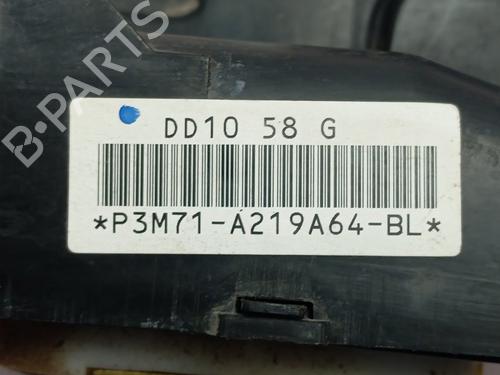 B-PARTS
DD10 58 G
*P3M71-A219A64-BL*